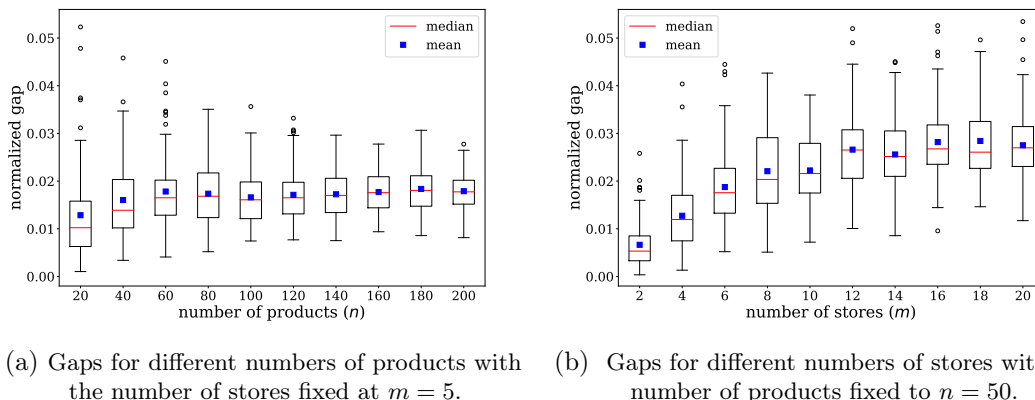 median
mean
0.05
0.04
0.03
0.02
0.01
0.00
normalized gap
20 40 60 80 100 120 140 160 180 200
number of products (n)
median
mean
0.05
0.04
0.03
0.02
0.01
0.00
normalized gap
2 4 6 8 10 12 14 16 18 20
number of stores (m)
(a) Gaps for different numbers of products with
the number of stores fixed at m = 5.
(b) Gaps for different numbers of stores wit
number of products fixed to n = 50.